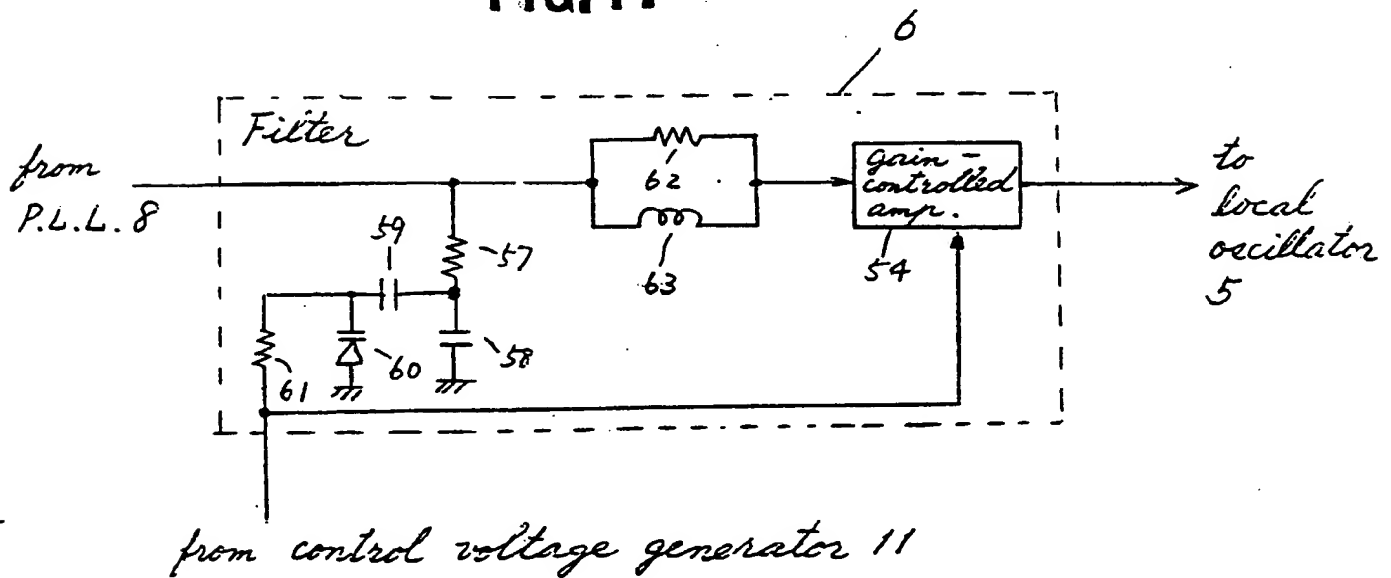 6
Filter
from
P.L.L. 8
62
63
gain-
controlled
amp.
54
to
local
oscillator
5
59
57
58
60
61
from control voltage generator 11